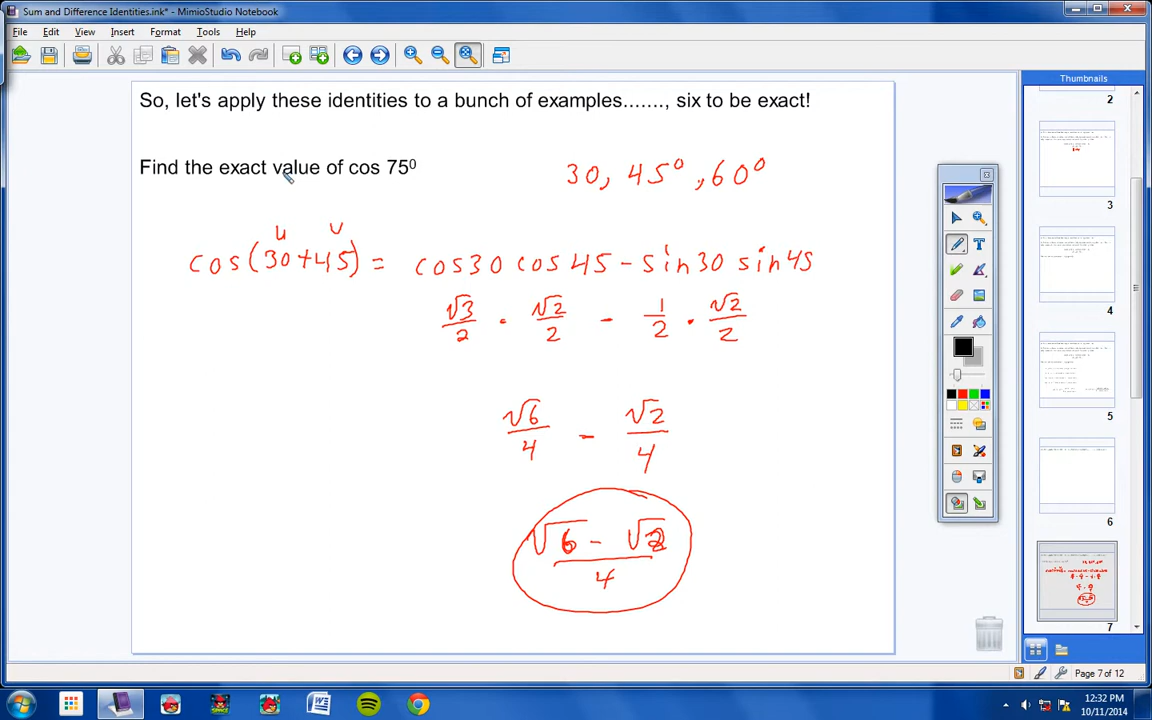 Sum and Difference Identities.ink* - MimioStudio Notebook
File Edit View Insert Format Tools Help
So, let's apply these identities to a bunch of examples......., six to be exact!
Find the exact value of cos 75⁰
30, 45⁰, 60⁰
u v
cos(30+45) = cos30 cos45 - sin30 sin45
√3/2 · √2/2 - 1/2 · √2/2
√6/4 - √2/4
√6 - √2
4
Thumbnails
2
3
4
5
6
7
Page 7 of 12
12:32 PM
10/11/2014